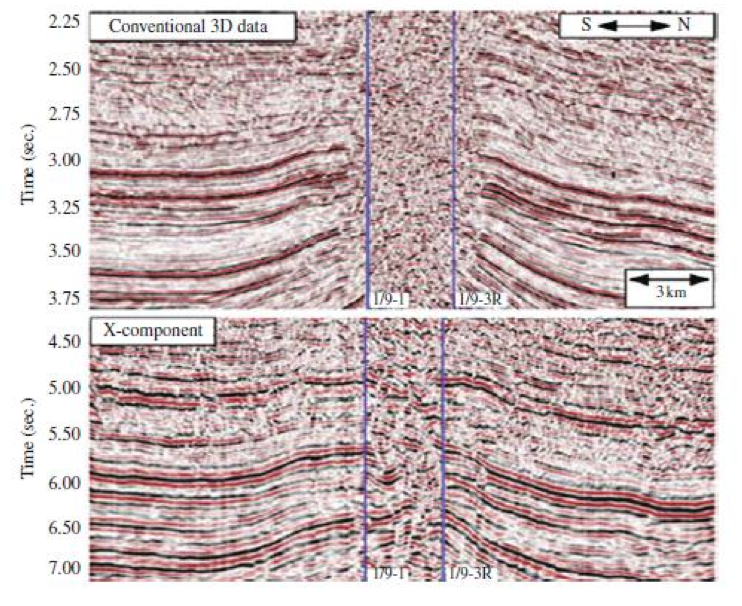 Conventional 3D data
S N
2.25
2.50
2.75
3.00
3.25
3.50
3.75
Time (sec.)
1/9-1
1/9-3R
3 km
X-component
4.50
5.00
5.50
6.00
6.50
7.00
Time (sec.)
1/9-1
1/9-3R